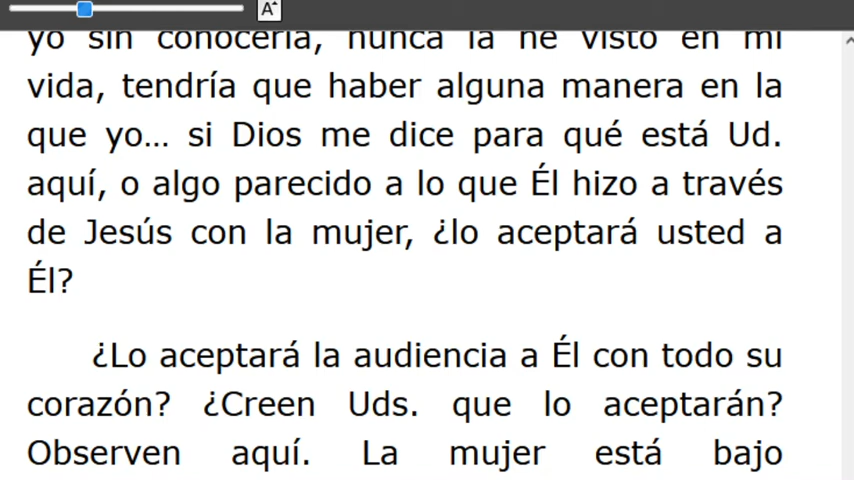 A
yo sin conocerla, nunca la he visto en mi
vida, tendría que haber alguna manera en la
que yo... si Dios me dice para qué está Ud.
aquí, o algo parecido a lo que Él hizo a través
de Jesús con la mujer, ¿lo aceptará usted a
Él?
¿Lo aceptará la audiencia a Él con todo su
corazón? ¿Creen Uds. que lo aceptarán?
Observen aquí. La mujer está bajo